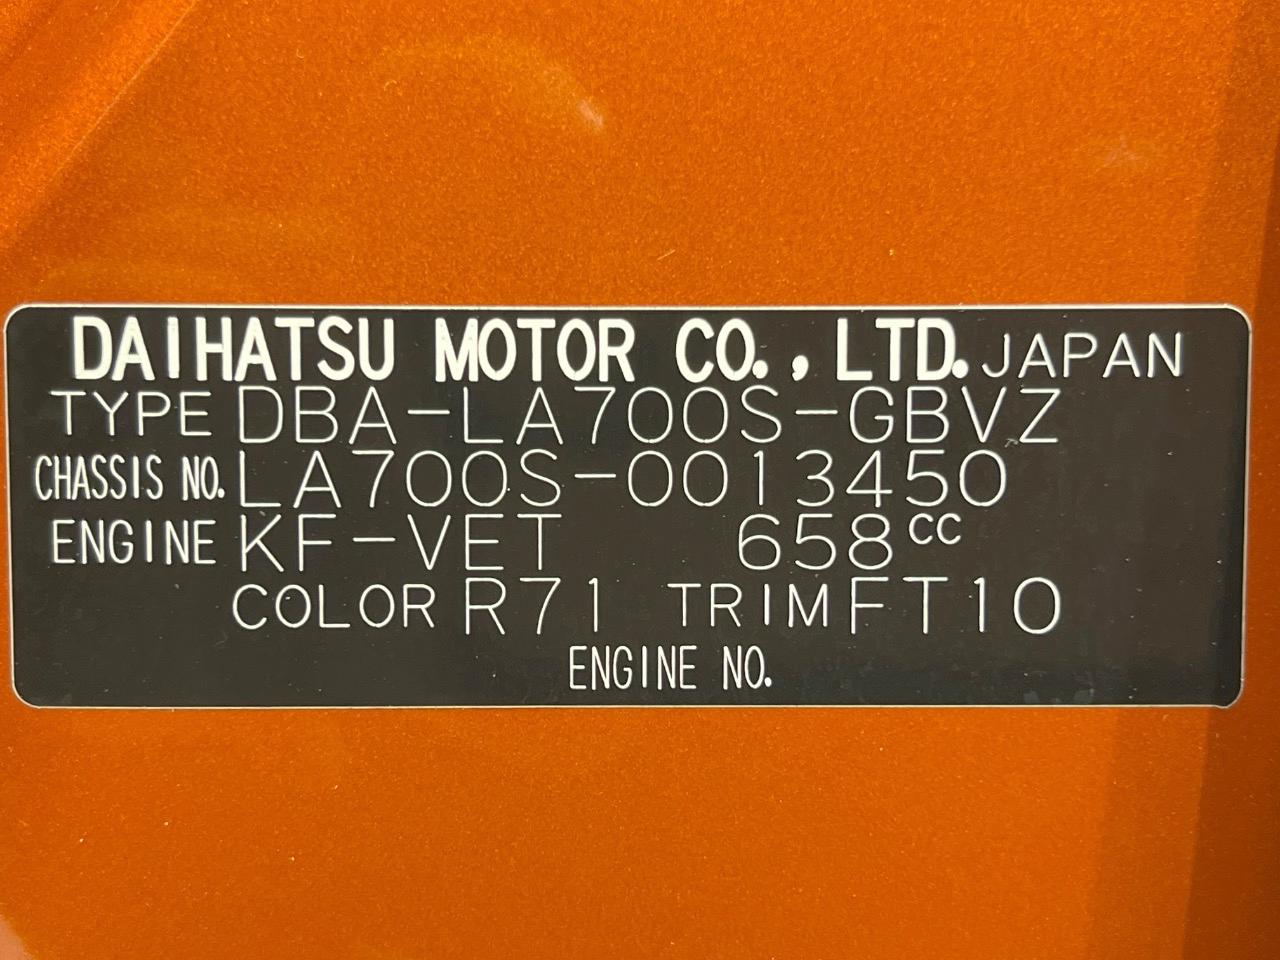 DAIHATSU MOTOR CO., LTD. JAPAN
TYPE DBA-LA700S-GBVZ
CHASSIS NO. LA700S-0013450
ENGINE KF-VET 658cc
COLOR R71 TRIM FT10
ENGINE NO.